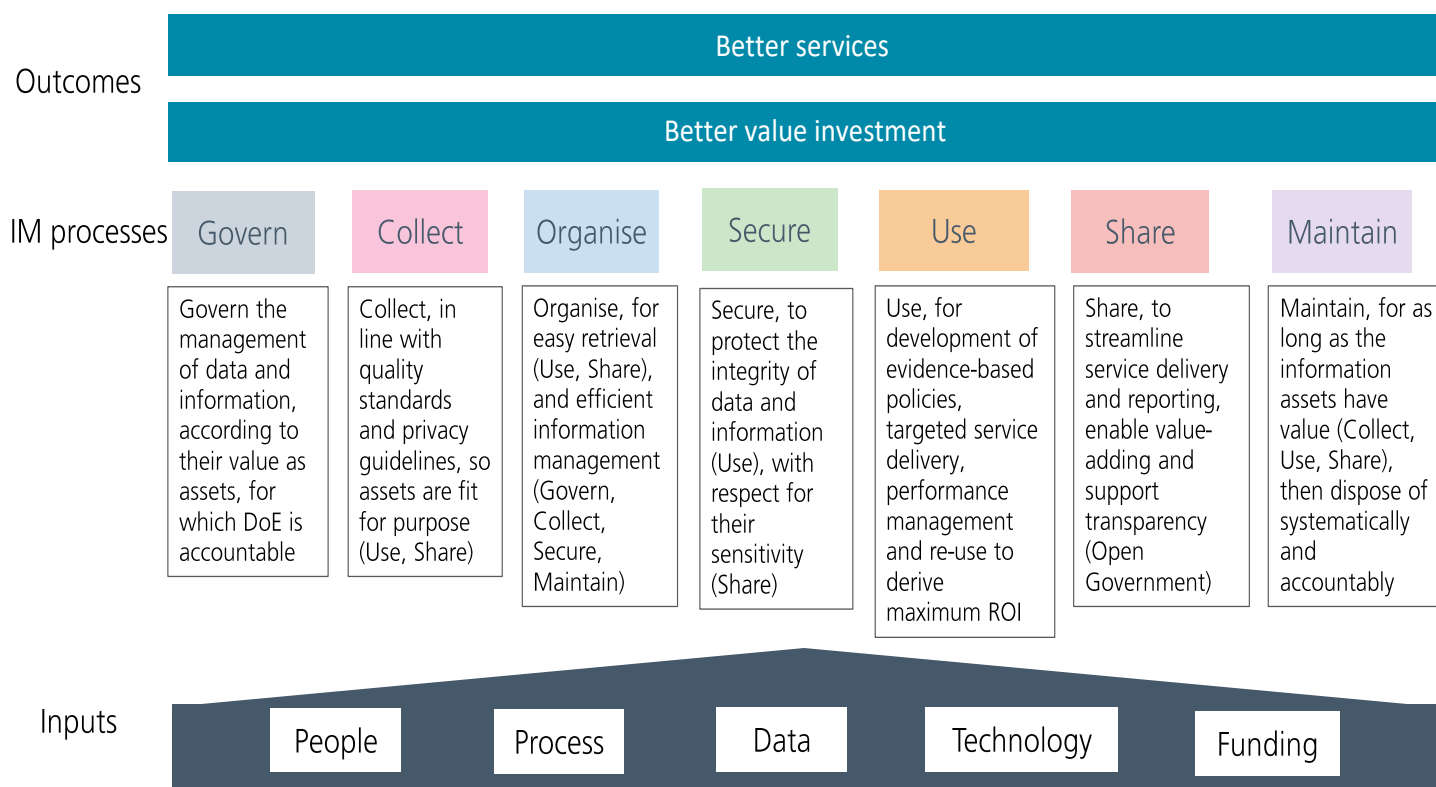 Outcomes
Better services
Better value investment
IM processes
Govern
Collect
Organise
Secure
Use
Share
Maintain
Govern the
management
of data and
information,
according to
their value as
assets, for
which DoE is
accountable
Collect, in
line with
quality
standards
and privacy
guidelines, so
assets are fit
for purpose
(Use, Share)
Organise, for
easy retrieval
(Use, Share),
and efficient
information
management
(Govern,
Collect,
Secure,
Maintain)
Secure, to
protect the
integrity of
data and
information
(Use), with
respect for
their
sensitivity
(Share)
Use, for
development of
evidence-based
policies,
targeted service
delivery,
performance
management
and re-use to
derive
maximum ROI
Share, to
streamline
service delivery
and reporting,
enable value-
adding and
support
transparency
(Open
Government)
Maintain, for as
long as the
information
assets have
value (Collect,
Use, Share),
then dispose of
systematically
and
accountably
Inputs
People
Process
Data
Technology
Funding